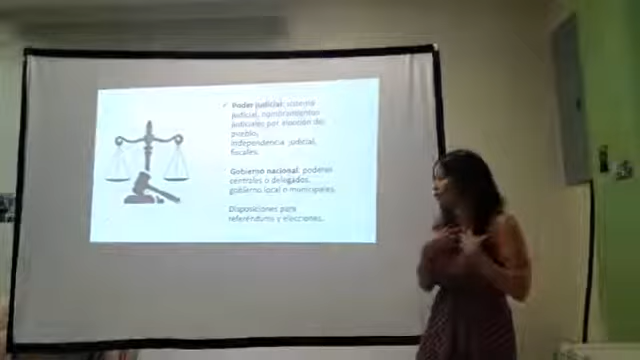 Poder judicial: sistema
judicial, nombramientos
judiciales por elección del
pueblo,
independencia judicial,
fiscales.
Gobierno nacional: poderes
centrales o delegados,
gobierno local o municipales.
Disposiciones para
referéndums y elecciones.